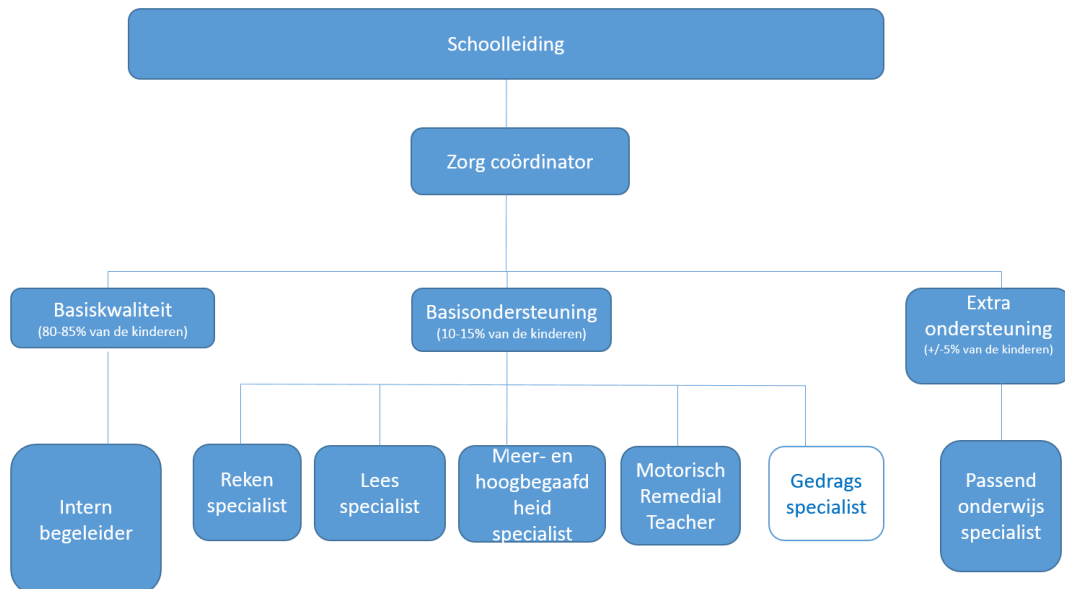 Schoolleiding
Zorg coördinator
Basiskwaliteit
(80-85% van de kinderen)
Basisondersteuning
(10-15% van de kinderen)
Extra
ondersteuning
(+/-5% van de kinderen)
Intern
begeleider
Reken
specialist
Lees
specialist
Meer- en
hoogbegaafd
heid
specialist
Motorisch
Remedial
Teacher
Gedrags
specialist
Passend
onderwijs
specialist